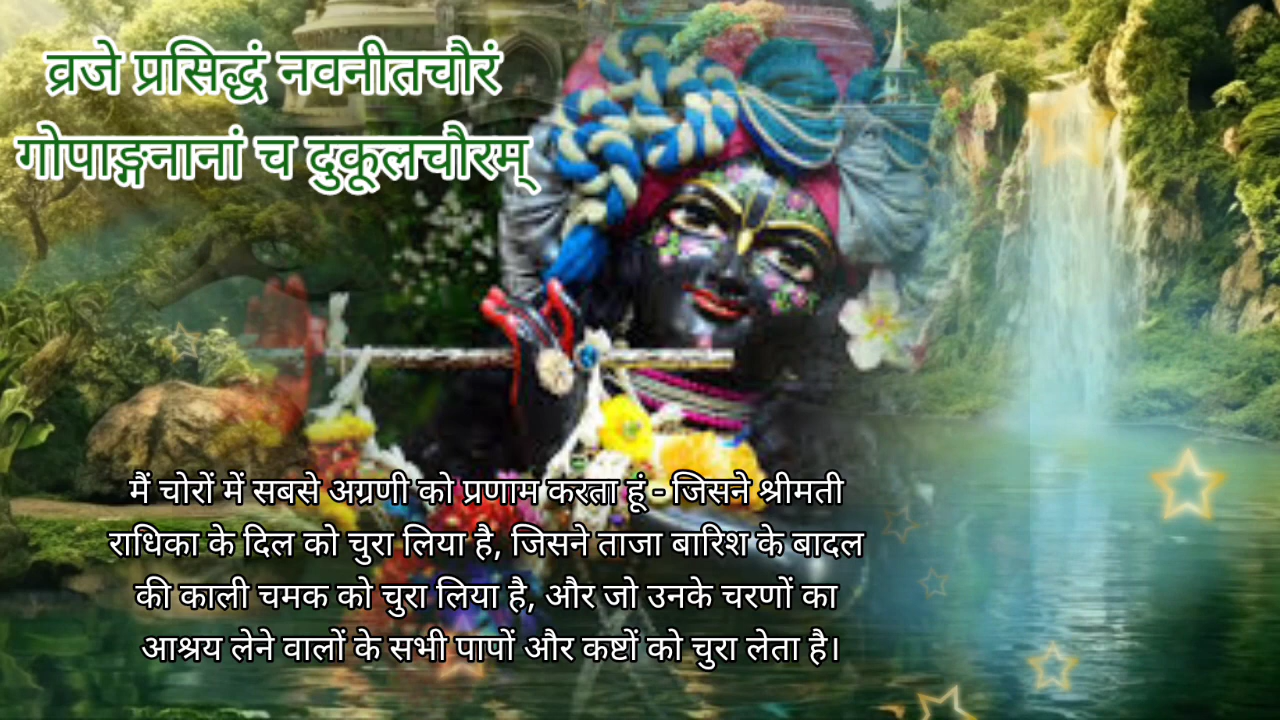 व्रजे प्रसिद्धं नवनीतचौरं
गोपाङ्गनानां च दुकूलचौरम्
मैं चोरों में सबसे अग्रणी को प्रणाम करता हूं - जिसने श्रीमती
राधिका के दिल को चुरा लिया है, जिसने ताजा बारिश के बादल
की काली चमक को चुरा लिया है, और जो उनके चरणों का
आश्रय लेने वालों के सभी पापों और कष्टों को चुरा लेता है।